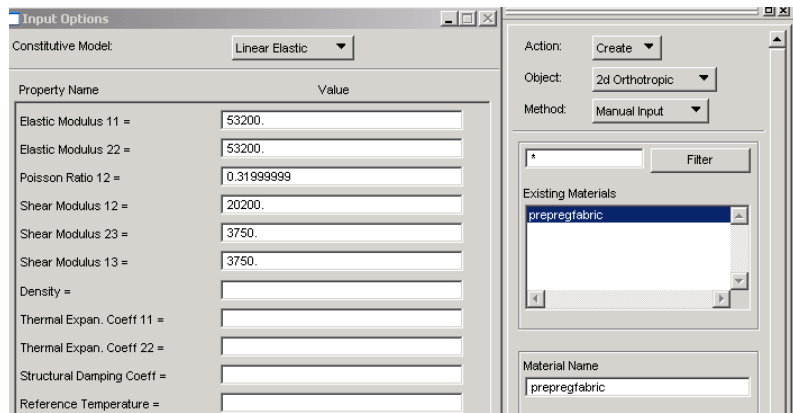 Input Options
Constitutive Model: Linear Elastic
Property Name Value
Elastic Modulus 11 = 53200.
Elastic Modulus 22 = 53200.
Poisson Ratio 12 = 0.31999999
Shear Modulus 12 = 20200.
Shear Modulus 23 = 3750.
Shear Modulus 13 = 3750.
Density =
Thermal Expan. Coeff 11 =
Thermal Expan. Coeff 22 =
Structural Damping Coeff =
Reference Temperature =
Action: Create
Object: 2d Orthotropic
Method: Manual Input
* Filter
Existing Materials
prepregfabric
Material Name
prepregfabric